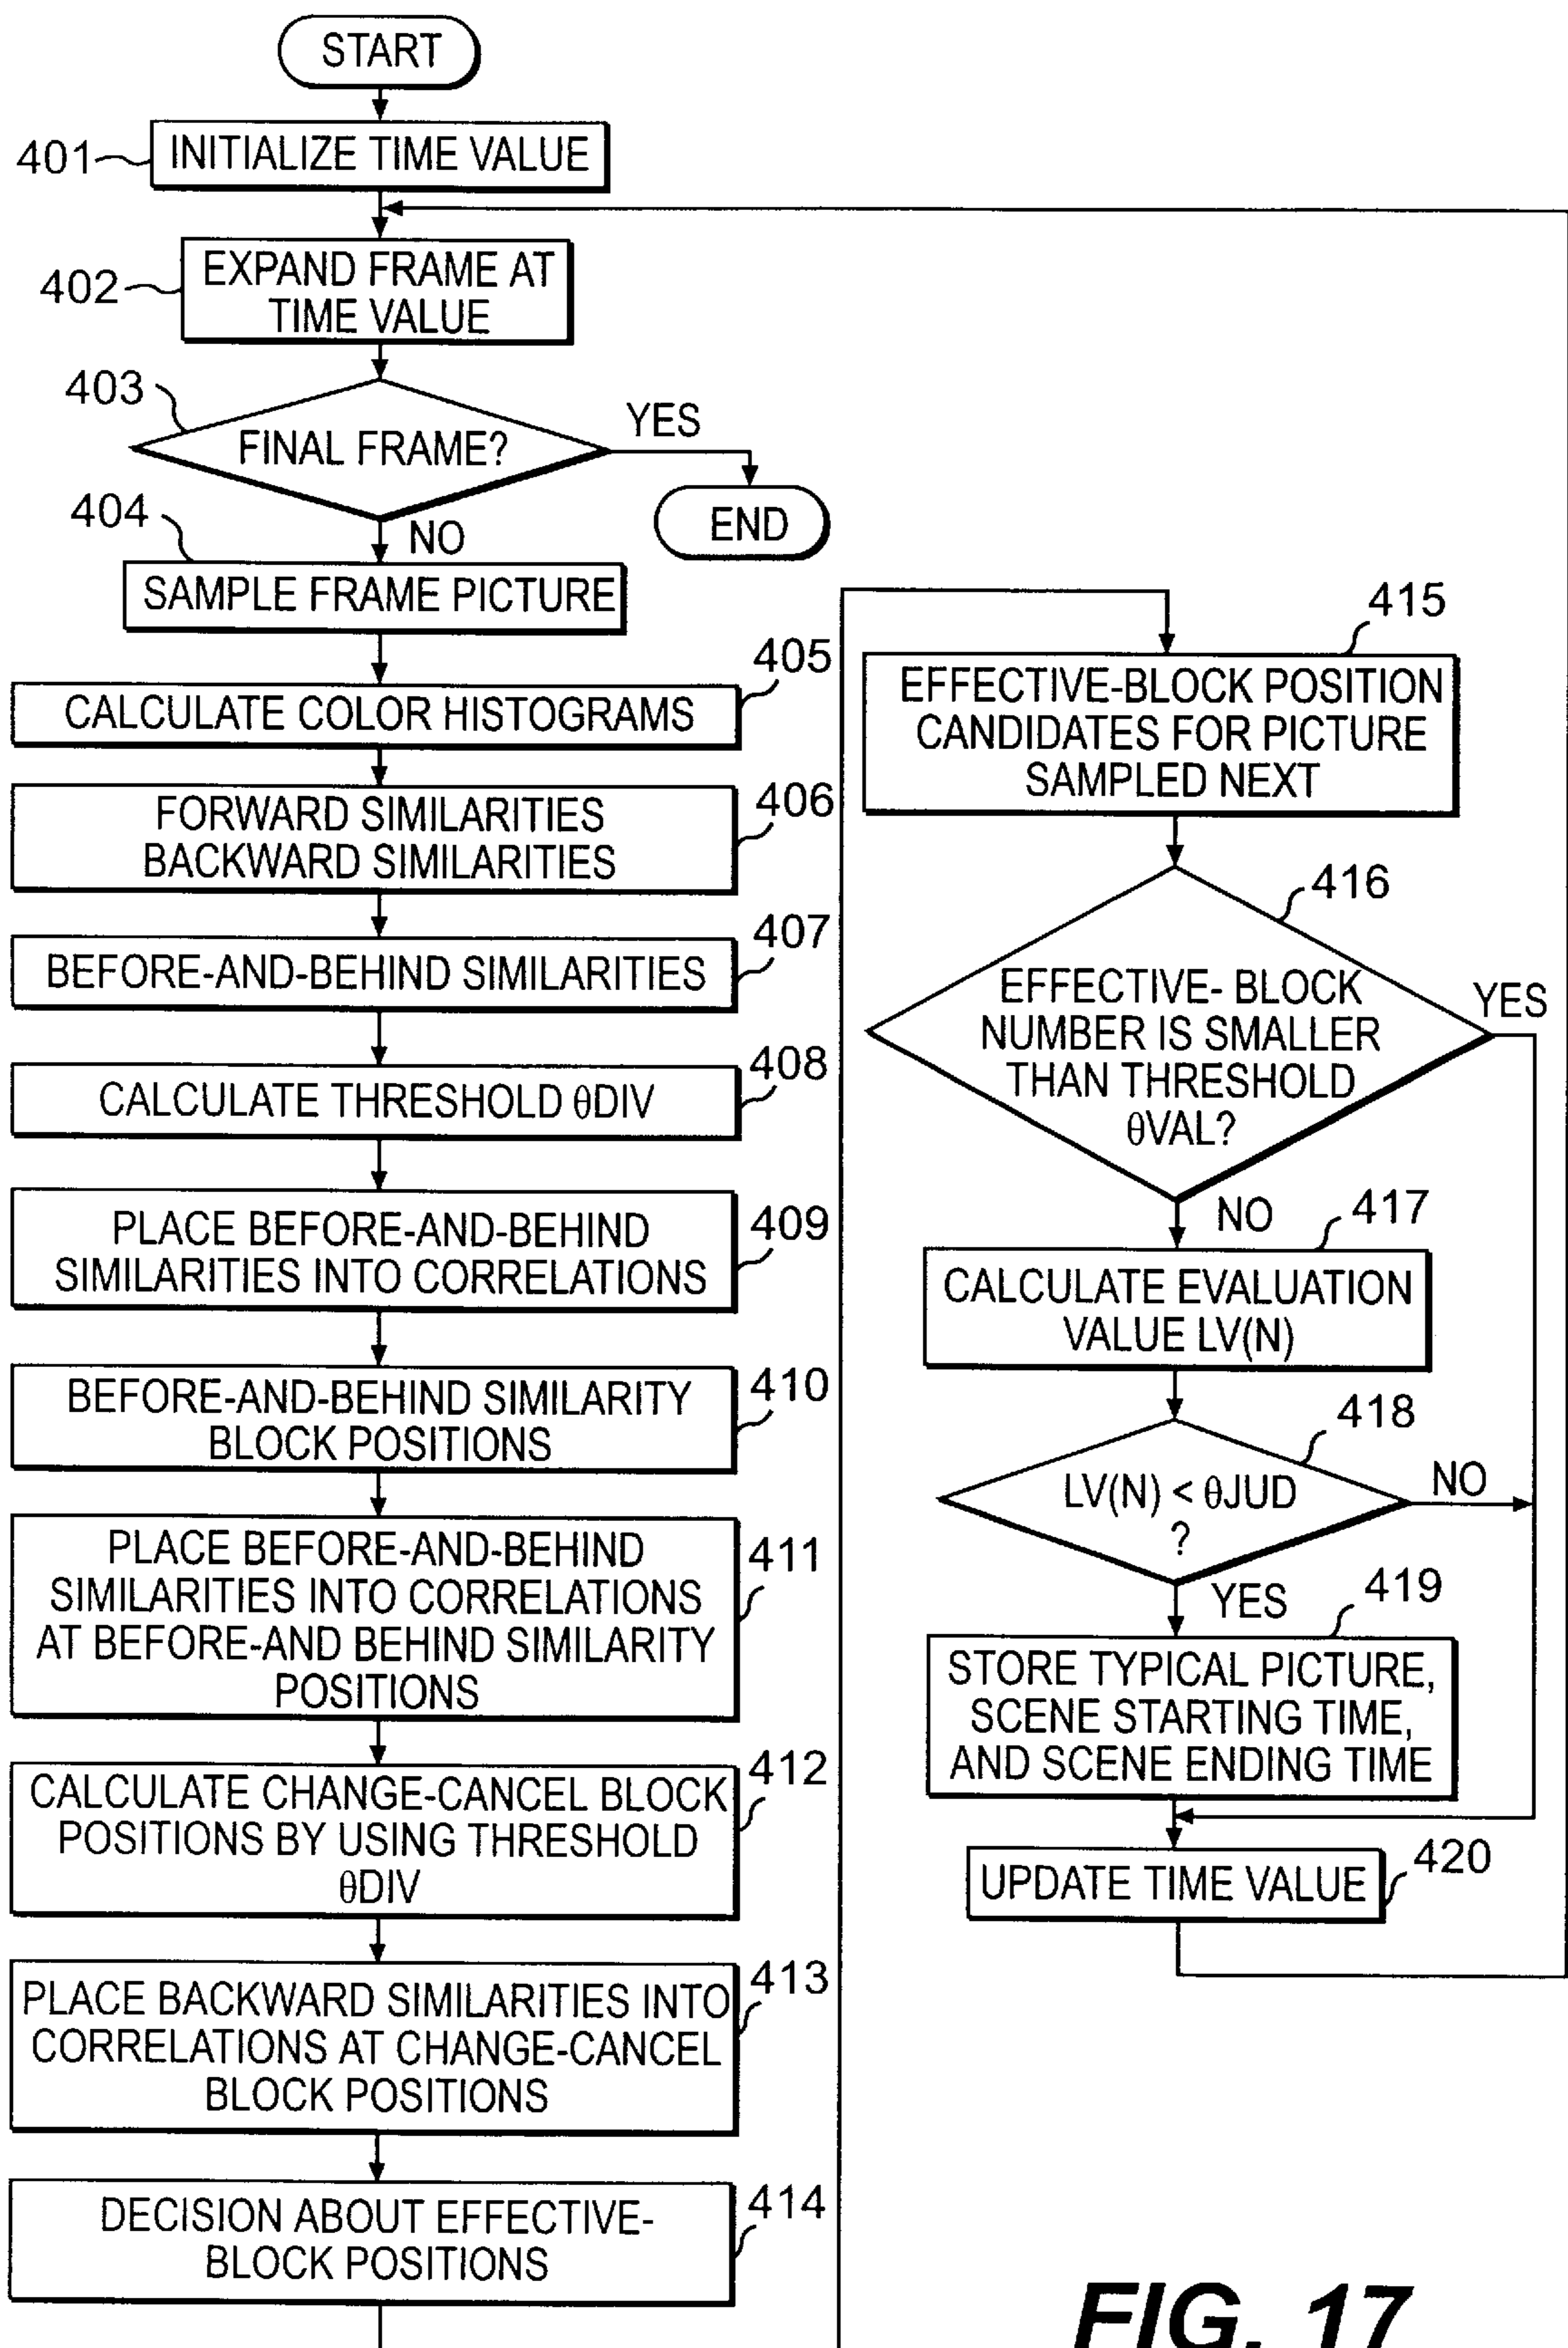 START
401
INITIALIZE TIME VALUE
402
EXPAND FRAME AT
TIME VALUE
403
FINAL FRAME?
YES
END
NO
404
SAMPLE FRAME PICTURE
405
CALCULATE COLOR HISTOGRAMS
406
FORWARD SIMILARITIES
BACKWARD SIMILARITIES
407
BEFORE-AND-BEHIND SIMILARITIES
408
CALCULATE THRESHOLD θDIV
409
PLACE BEFORE-AND-BEHIND
SIMILARITIES INTO CORRELATIONS
410
BEFORE-AND-BEHIND SIMILARITY
BLOCK POSITIONS
411
PLACE BEFORE-AND-BEHIND
SIMILARITIES INTO CORRELATIONS
AT BEFORE-AND BEHIND SIMILARITY
POSITIONS
412
CALCULATE CHANGE-CANCEL BLOCK
POSITIONS BY USING THRESHOLD
θDIV
413
PLACE BACKWARD SIMILARITIES INTO
CORRELATIONS AT CHANGE-CANCEL
BLOCK POSITIONS
414
DECISION ABOUT EFFECTIVE-
BLOCK POSITIONS
415
EFFECTIVE-BLOCK POSITION
CANDIDATES FOR PICTURE
SAMPLED NEXT
416
EFFECTIVE- BLOCK
NUMBER IS SMALLER
THAN THRESHOLD
θVAL?
YES
NO
417
CALCULATE EVALUATION
VALUE LV(N)
418
LV(N) < θJUD
?
NO
YES
419
STORE TYPICAL PICTURE,
SCENE STARTING TIME,
AND SCENE ENDING TIME
420
UPDATE TIME VALUE
FIG. 17